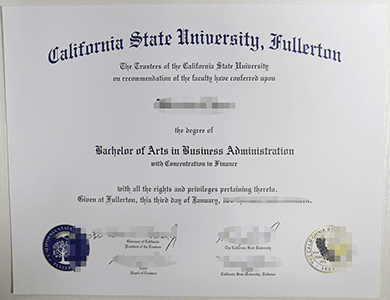 California State University, Fullerton
The Trustees of the California State University
on recommendation of the faculty have conferred upon
the degree of
Bachelor of Arts in Business Administration
with Concentration in Finance
with all the rights and privileges pertaining thereto.
Given at Fullerton, this third day of January,
Governor of California
President of the Trustees
The California State University
Board of Trustees
California State University, Fullerton